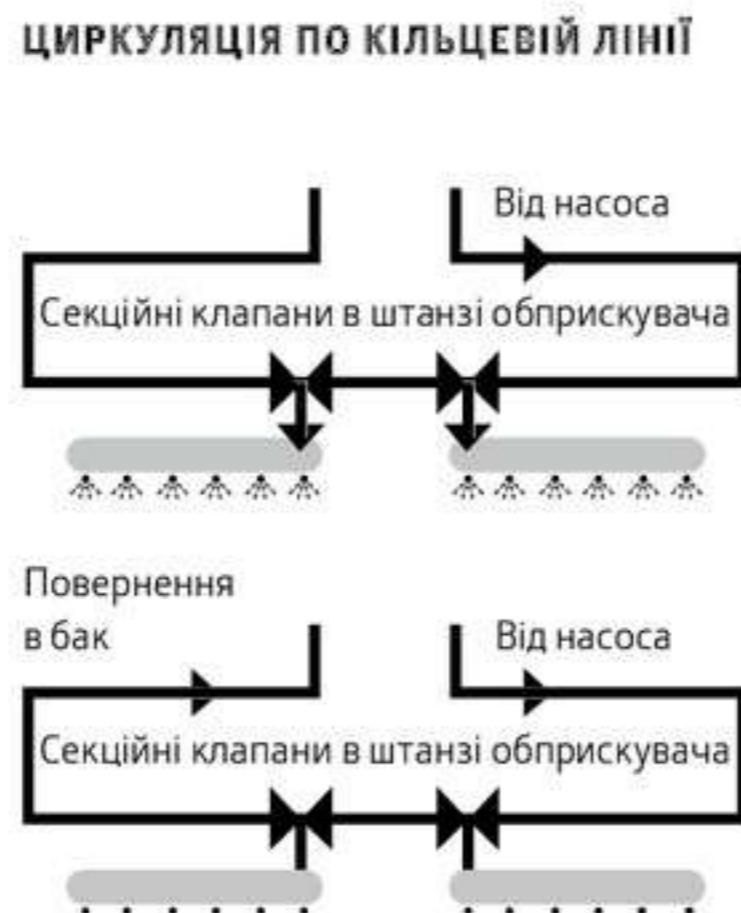 ЦИРКУЛЯЦІЯ ПО КІЛЬЦЕВІЙ ЛІНІЇ
Від насоса
Секційні клапани в штанзі обприскувача
Повернення
в бак
Від насоса
Секційні клапани в штанзі обприскувача